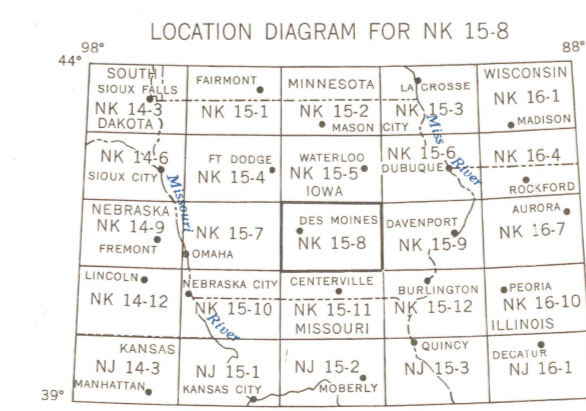 LOCATION DIAGRAM FOR NK 15-8
98°
88°
44°
SOUTH
SIOUX FALLS
NK 14-3
DAKOTA
FAIRMONT
NK 15-1
MINNESOTA
NK 15-2
MASON CITY
LA CROSSE
NK 15-3
WISCONSIN
NK 16-1
MADISON
NK 14-6
SIOUX CITY
FT DODGE
NK 15-4
WATERLOO
NK 15-5
IOWA
Miss River
NK 15-6
DUBUQUE
NK 16-4
ROCKFORD
Missouri
NEBRASKA
NK 14-9
FREMONT
NK 15-7
OMAHA
DES MOINES
NK 15-8
DAVENPORT
NK 15-9
AURORA
NK 16-7
LINCOLN
NK 14-12
NEBRASKA CITY
NK 15-10
River
CENTERVILLE
NK 15-11
MISSOURI
BURLINGTON
NK 15-12
PEORIA
NK 16-10
ILLINOIS
KANSAS
NJ 14-3
MANHATTAN
NJ 15-1
KANSAS CITY
NJ 15-2
MOBERLY
QUINCY
NJ 15-3
DECATUR
NJ 16-1
39°